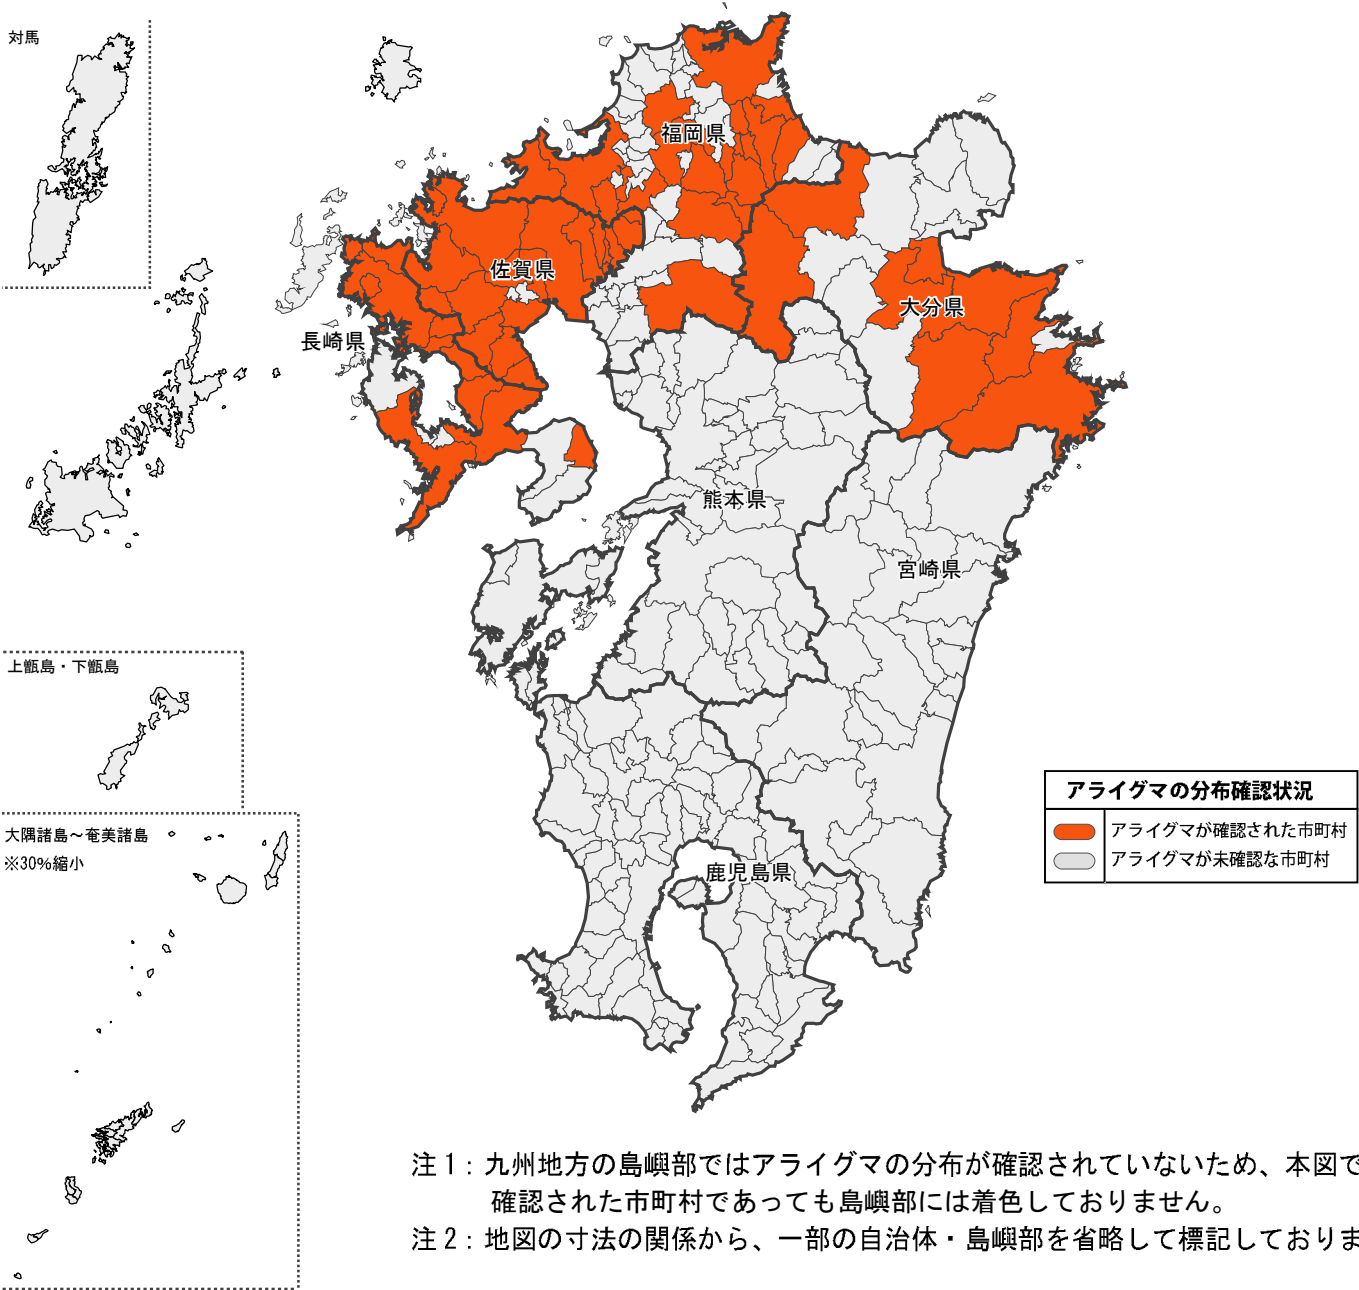 対馬
福岡県
佐賀県
大分県
長崎県
熊本県
宮崎県
上甑島・下甑島
アライグマの分布確認状況
アライグマが確認された市町村
アライグマが未確認な市町村
大隅諸島～奄美諸島
※30%縮小
鹿児島県
注1：九州地方の島嶼部ではアライグマの分布が確認されていないため、本図で
確認された市町村であっても島嶼部には着色しておりません。
注2：地図の寸法の関係から、一部の自治体・島嶼部を省略して標記しておりま